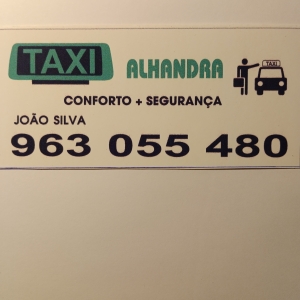 TAXI ALHANDRA TAXI
CONFORTO + SEGURANÇA
JOÃO SILVA
963 055 480